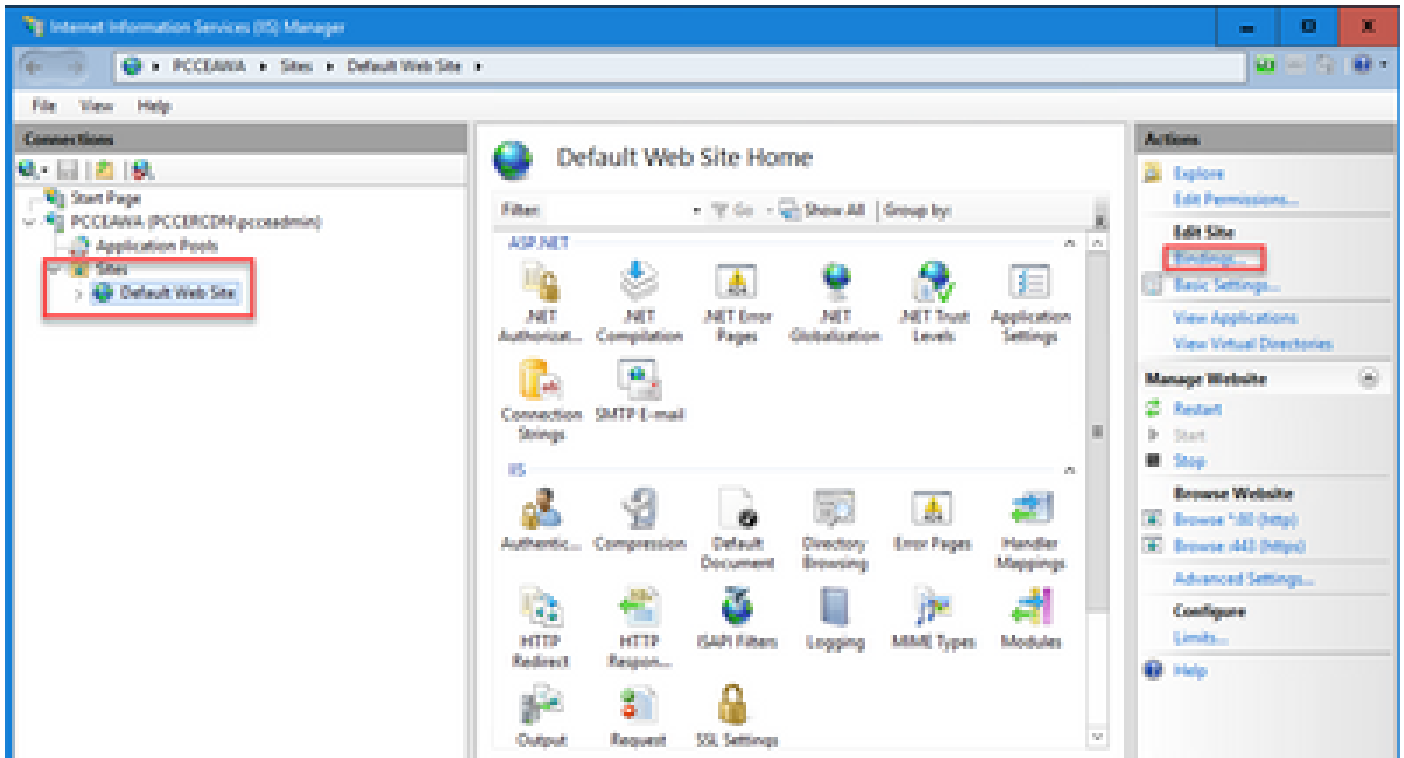 Internet Information Services (IIS) Manager
PCCEAWA Sites Default Web Site
File View Help
Connections
Start Page
PCCEAWA (PCCERCDN\pcceadmin)
Application Pools
Sites
Default Web Site
Default Web Site Home
Filter: Go Show All Group by:
ASP.NET
.NET Authorizat...
.NET Compilation
.NET Error Pages
.NET Globalization
.NET Trust Levels
Application Settings
Connection Strings
SMTP E-mail
IIS
Authentic...
Compression
Default Document
Directory Browsing
Error Pages
Handler Mappings
HTTP Redirect
HTTP Respon...
ISAPI Filters
Logging
MIME Types
Modules
Output
Request
SSL Settings
Actions
Explore
Edit Permissions...
Edit Site
Bindings...
Basic Settings...
View Applications
View Virtual Directories
Manage Website
Restart
Start
Stop
Browse Website
Browse *:80 (http)
Browse :443 (https)
Advanced Settings...
Configure
Limits...
Help